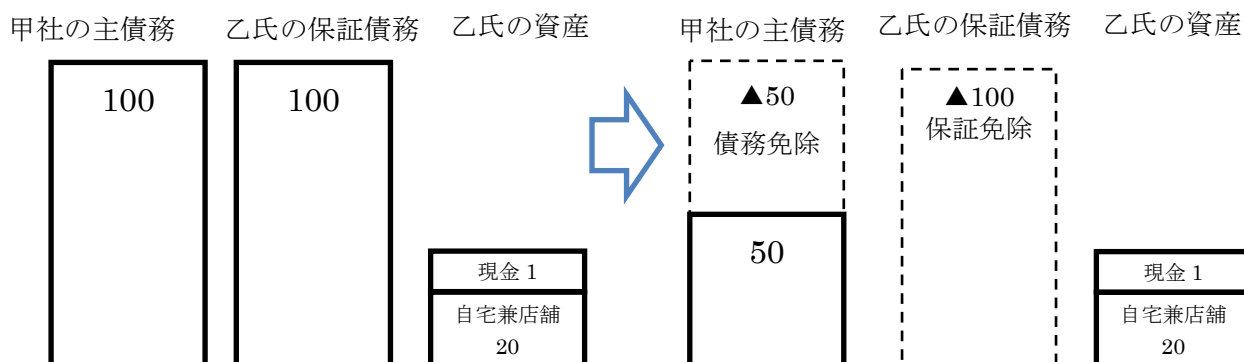 甲社の主債務 乙氏の保証債務 乙氏の資産
100 100
現金 1
自宅兼店舗
20
甲社の主債務 乙氏の保証債務 乙氏の資産
▲50 ▲100
債務免除 保証免除
50
現金 1
自宅兼店舗
20